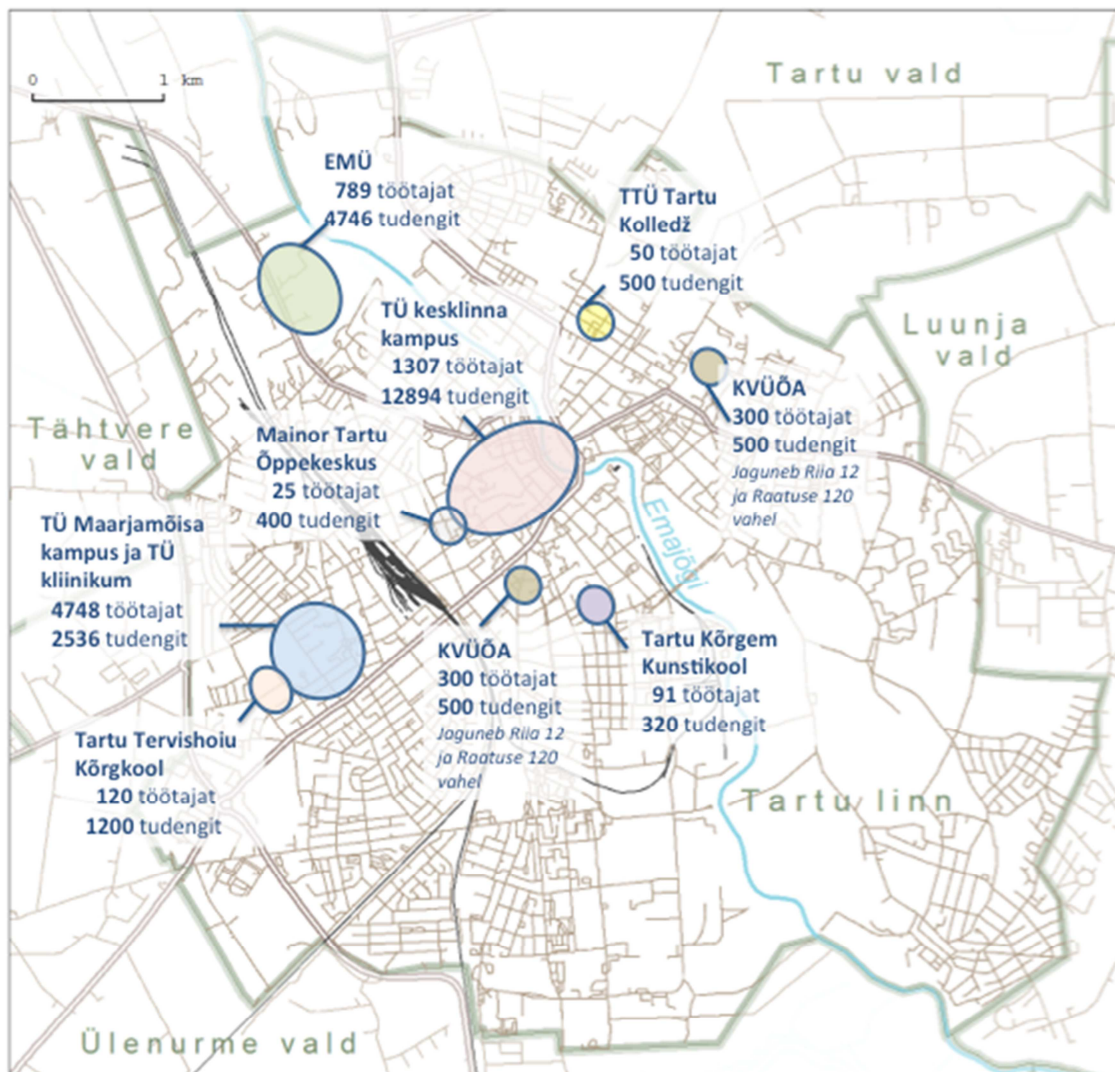 0 1 km
Tartu vald
EMÜ
789 töötajat
4746 tudengit
TTÜ Tartu
Kolledž
50 töötajat
500 tudengit
TÜ kesklinna
kampus
1307 töötajat
12894 tudengit
Luunja
vald
KVÜÕA
300 töötajat
500 tudengit
Jaguneb Riia 12
ja Raatuse 120
vahel
Tähtvere
vald
Mainor Tartu
Õppekeskus
25 töötajat
400 tudengit
TÜ Maarjamõisa
kampus ja TÜ
kliinikum
4748 töötajat
2536 tudengit
Emajõgi
KVÜÕA
300 töötajat
500 tudengit
Jaguneb Riia 12
ja Raatuse 120
vahel
Tartu Kõrgem
Kunstikool
91 töötajat
320 tudengit
Tartu Tervishoiu
Kõrgkool
120 töötajat
1200 tudengit
Tartu linn
Ülenurme vald